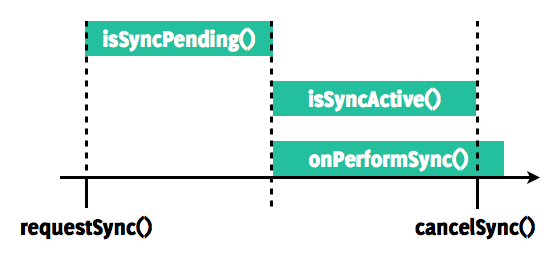 isSyncPending()
isSyncActive()
onPerformSync()
requestSync()
cancelSync()